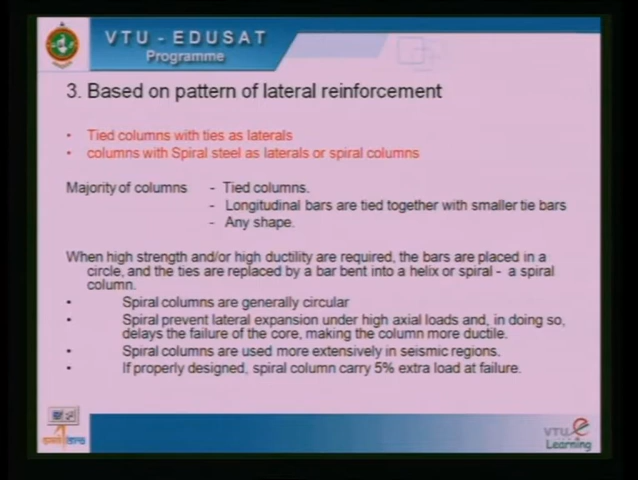 VTU - EDUSAT
Programme
3. Based on pattern of lateral reinforcement
• Tied columns with ties as laterals
• columns with Spiral steel as laterals or spiral columns
Majority of columns - Tied columns.
- Longitudinal bars are tied together with smaller tie bars
- Any shape.
When high strength and/or high ductility are required, the bars are placed in a
circle, and the ties are replaced by a bar bent into a helix or spiral - a spiral
column.
• Spiral columns are generally circular
• Spiral prevent lateral expansion under high axial loads and, in doing so,
delays the failure of the core, making the column more ductile.
• Spiral columns are used more extensively in seismic regions.
• If properly designed, spiral column carry 5% extra load at failure.
VTU e
Learning